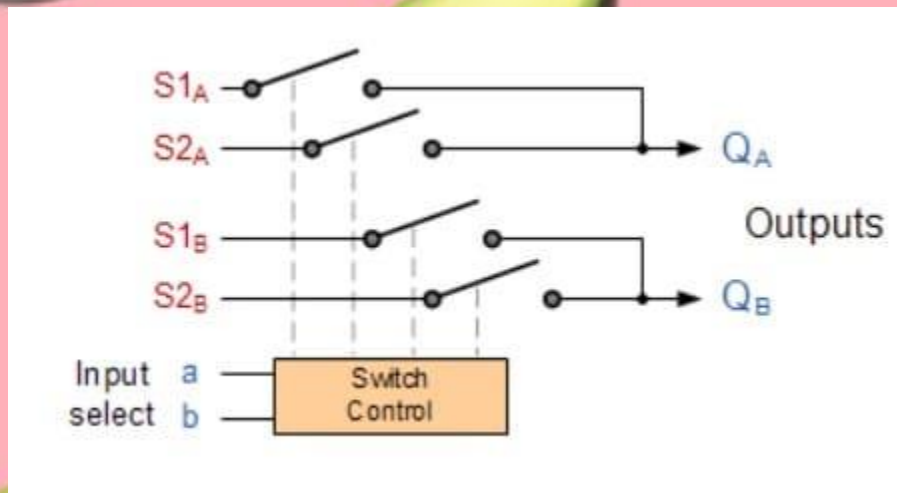 S1A
S2A QA
S1B Outputs
S2B QB
Input a Switch
select b Control